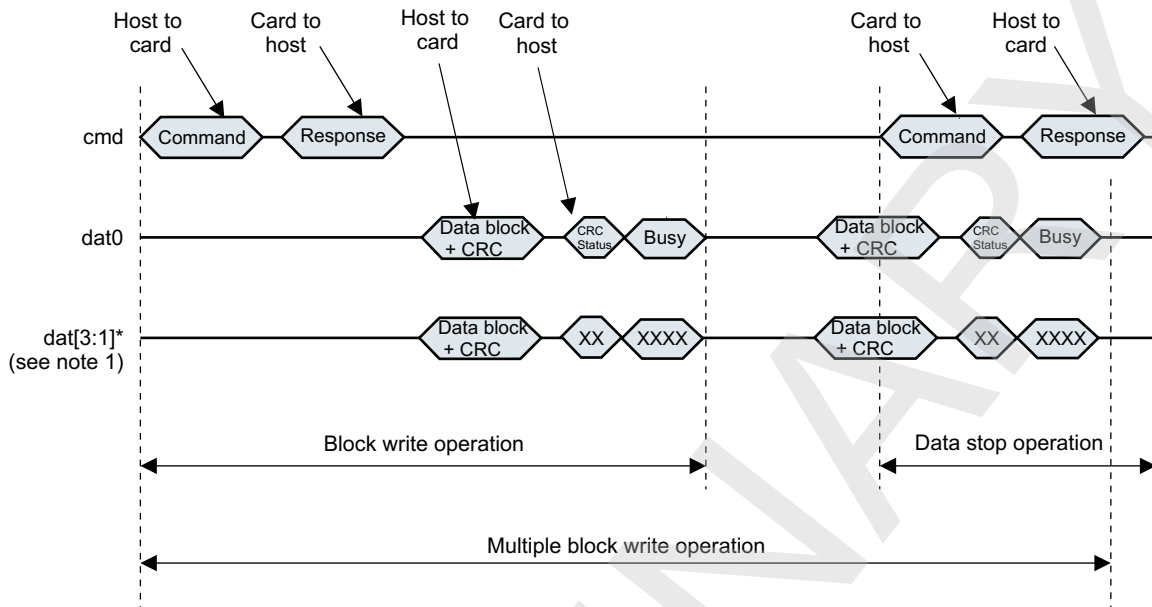 Host to
card
Card to
host
Host to
card
Card to
host
Card to
host
Host to
card
cmd
Command
Response
Command
Response
dat0
Data block
+ CRC
CRC
Status
Busy
Data block
+ CRC
CRC
Status
Busy
dat[3:1]*
(see note 1)
Data block
+ CRC
XX
XXXX
Data block
+ CRC
XX
XXXX
Block write operation
Data stop operation
Multiple block write operation